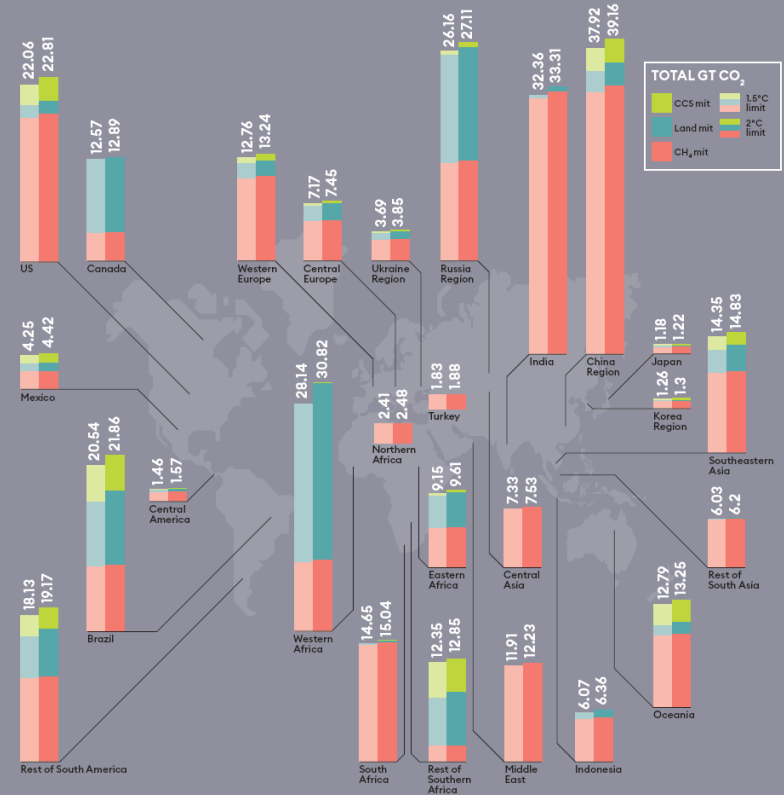 22.06
22.81
US
12.57
12.89
Canada
12.76
13.24
Western
Europe
7.17
7.45
Central
Europe
3.69
3.85
Ukraine
Region
26.16
27.11
Russia
Region
32.36
33.31
India
37.92
39.16
China
Region
TOTAL GT CO₂
CCS mit
1.5°C
limit
Land mit
2°C
limit
CH₄ mit
4.25
4.42
Mexico
1.46
1.57
Central
America
28.14
30.82
Western
Africa
2.41
2.48
Northern
Africa
1.83
1.88
Turkey
1.18
1.22
Japan
1.26
1.3
Korea
Region
14.35
14.83
Southeastern
Asia
20.54
21.86
Brazil
9.15
9.61
Eastern
Africa
7.33
7.53
Central
Asia
6.03
6.2
Rest of
South Asia
18.13
19.17
Rest of South America
14.65
15.04
South
Africa
12.35
12.85
Rest of
Southern
Africa
11.91
12.23
Middle
East
6.07
6.36
Indonesia
12.79
13.25
Oceania